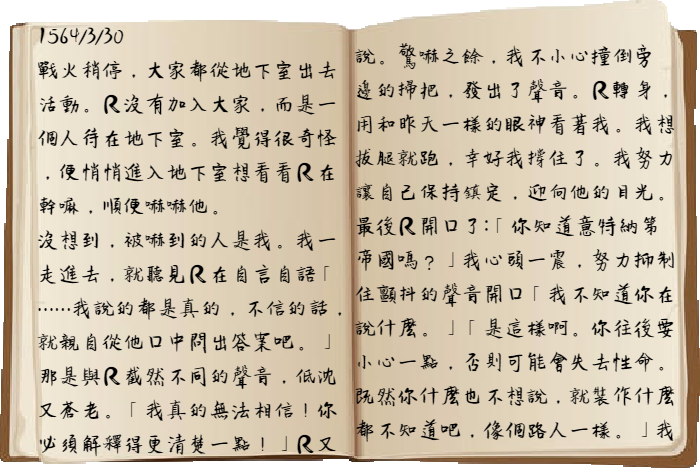 1564/3/30
戰火稍停，大家都從地下室出去
活動。R沒有加入大家，而是一
個人待在地下室。我覺得很奇怪
，便悄悄進入地下室想看看R在
幹嘛，順便嚇嚇他。
沒想到，被嚇到的人是我。我一
走進去，就聽見R在自言自語「
……我說的都是真的，不信的話，
就親自從他口中問出答案吧。」
那是與R截然不同的聲音，低沈
又蒼老。「我真的無法相信！你
必須解釋得更清楚一點！」R又
說。驚嚇之餘，我不小心撞倒旁
邊的掃把，發出了聲音。R轉身，
用和昨天一樣的眼神看著我。我想
拔腿就跑，幸好我撐住了。我努力
讓自己保持鎮定，迎向他的目光。
最後R開口了:「你知道意特納第
帝國嗎？」我心頭一震，努力抑制
住顫抖的聲音開口「我不知道你在
說什麼。」「是這樣啊。你往後要
小心一點，否則可能會失去性命。
既然你什麼也不想說，就裝作什麼
都不知道吧，像個路人一樣。」我